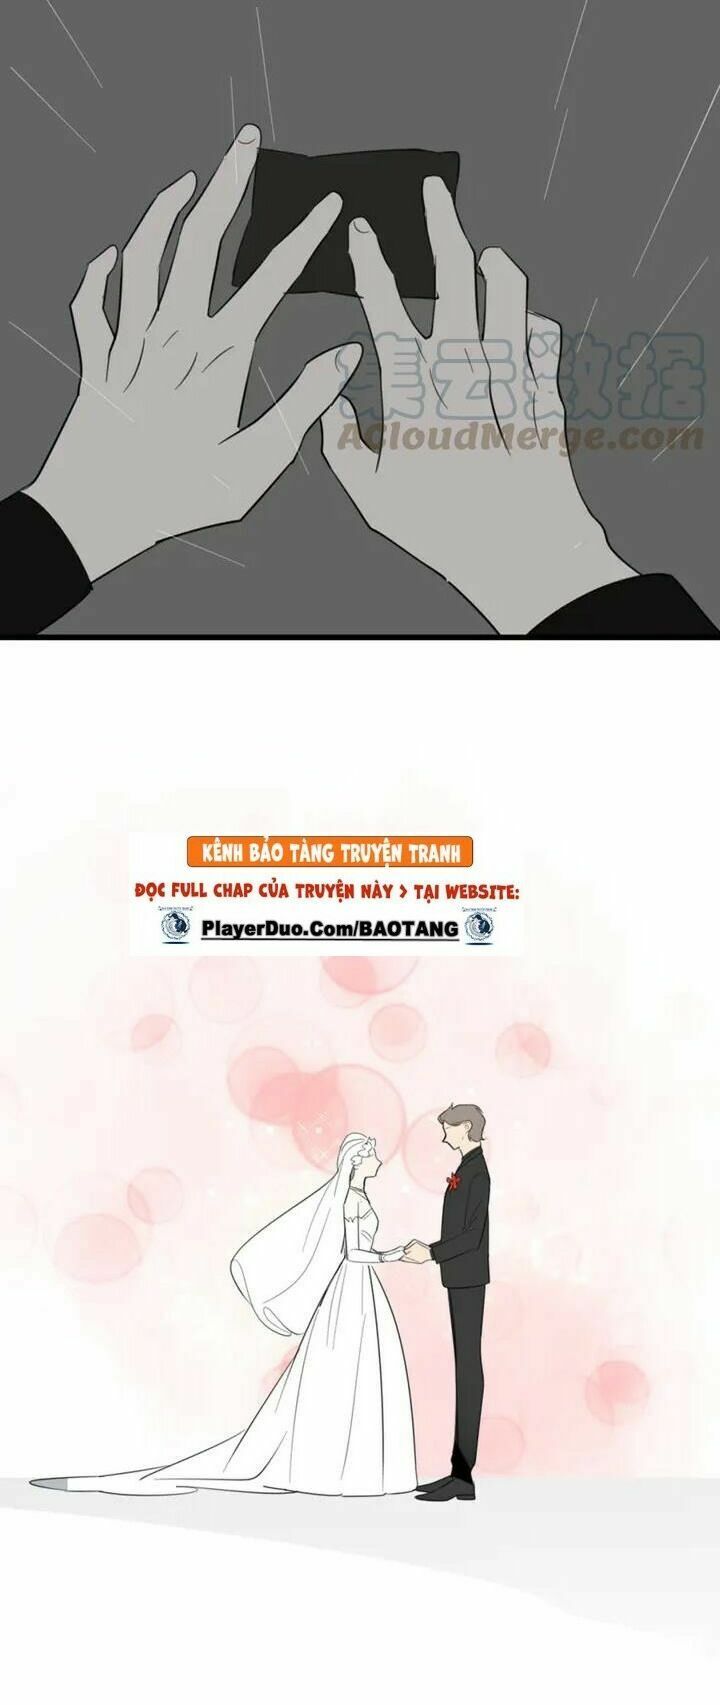 集云数据
ACloudMerge.com
KÊNH BẢO TÀNG TRUYỆN TRANH
ĐỌC FULL CHAP CỦA TRUYỆN NÀY > TẠI WEBSITE:
PlayerDuo.Com/BAOTANG